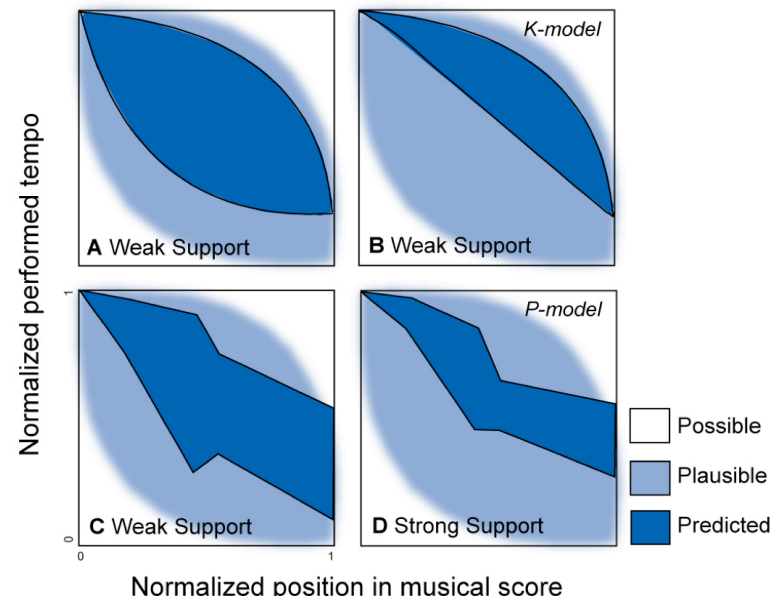 K-model
A Weak Support
B Weak Support
Normalized performed tempo
1
P-model
Possible
Plausible
Predicted
C Weak Support
D Strong Support
0
0
1
Normalized position in musical score